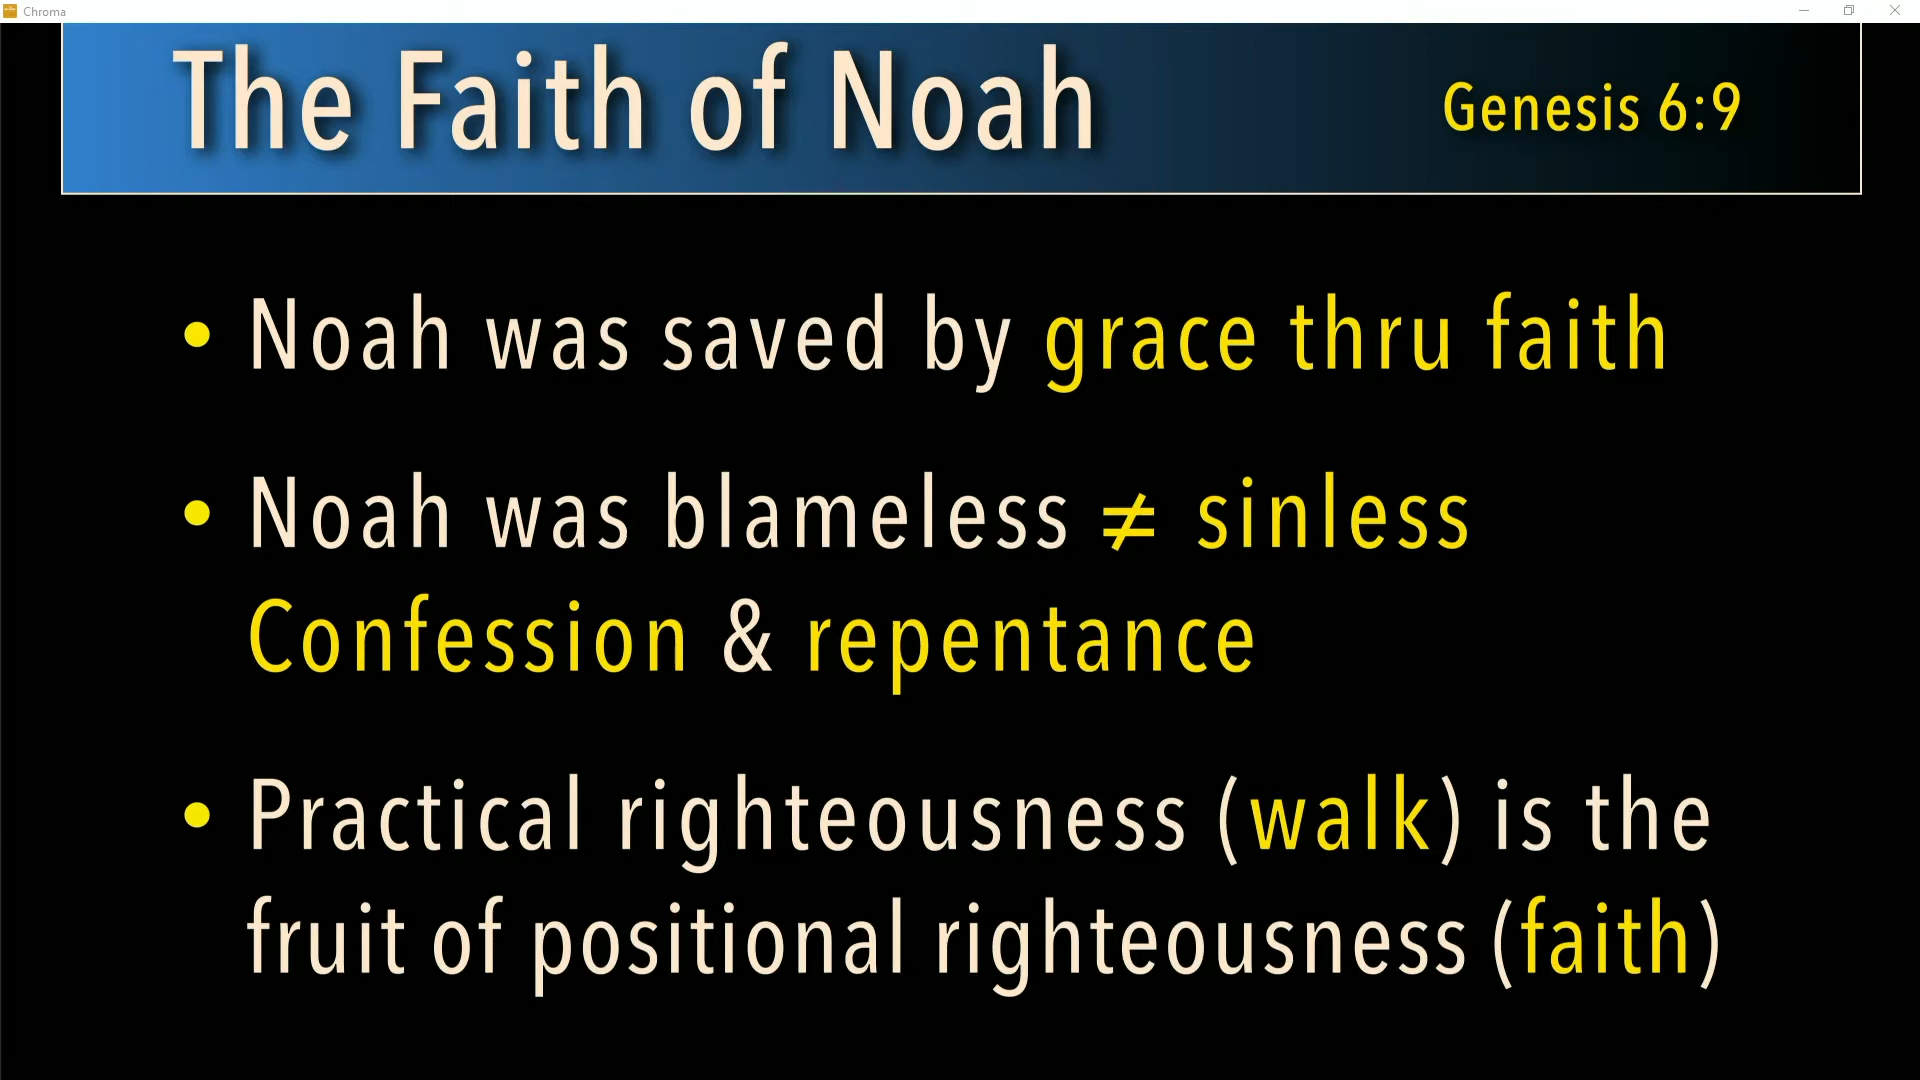 Chroma
The Faith of Noah
Genesis 6:9
• Noah was saved by grace thru faith
• Noah was blameless ≠ sinless
Confession & repentance
• Practical righteousness (walk) is the
fruit of positional righteousness (faith)